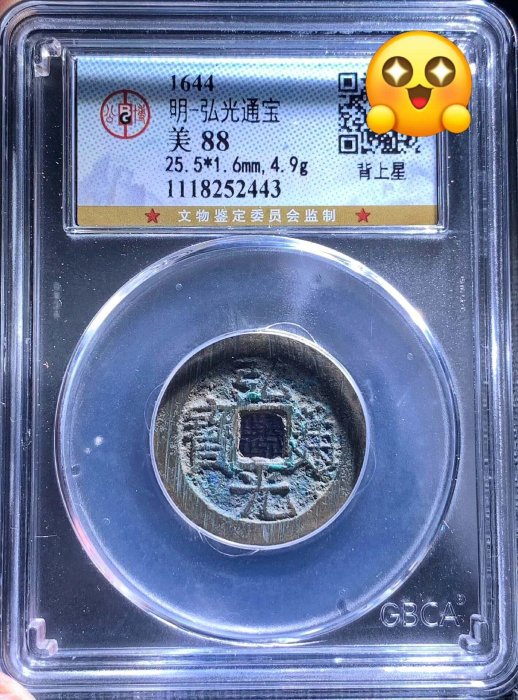 1644
明-弘光通宝
美 88
25.5*1.6mm,4.9g
1118252443
背上星
★ 文物鉴定委员会监制 ★
弘
寶 通
光
GBCA